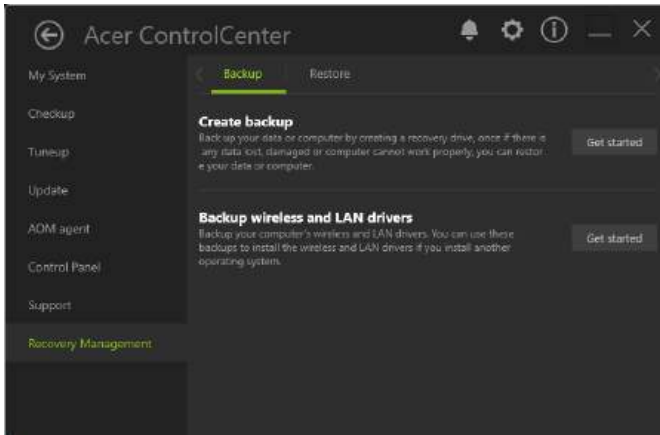 Acer ControlCenter
My System
Checkup
Tuneup
Update
AOM agent
Control Panel
Support
Recovery Management
Backup Restore
Create backup
Back up your data or computer by creating a recovery drive, once if there is
any data lost, damaged or computer cannot work properly, you can restor
e your data or computer.
Get started
Backup wireless and LAN drivers
Backup your computer's wireless and LAN drivers. You can use these
backups to install the wireless and LAN drivers if you install another
operating system.
Get started